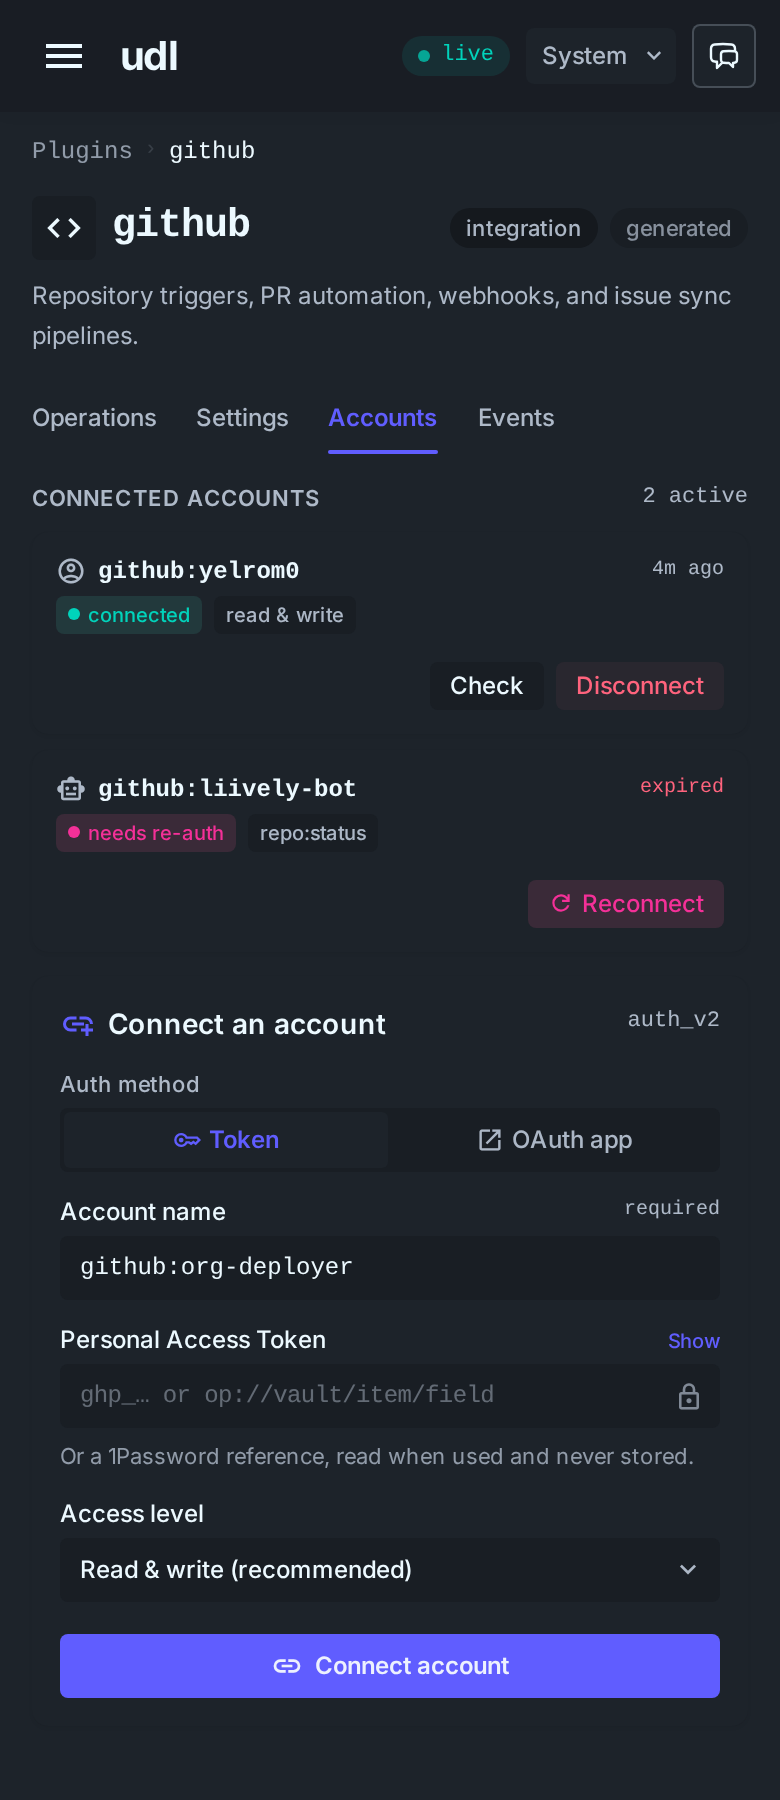 udl
live
System
Plugins › github
github
integration
generated
Repository triggers, PR automation, webhooks, and issue sync
pipelines.
Operations
Settings
Accounts
Events
CONNECTED ACCOUNTS
2 active
github:yelrom0
4m ago
connected
read & write
Check
Disconnect
github:liively-bot
expired
needs re-auth
repo:status
Reconnect
Connect an account
auth_v2
Auth method
Token
OAuth app
Account name
required
github:org-deployer
Personal Access Token
Show
ghp_… or op://vault/item/field
Or a 1Password reference, read when used and never stored.
Access level
Read & write (recommended)
Connect account